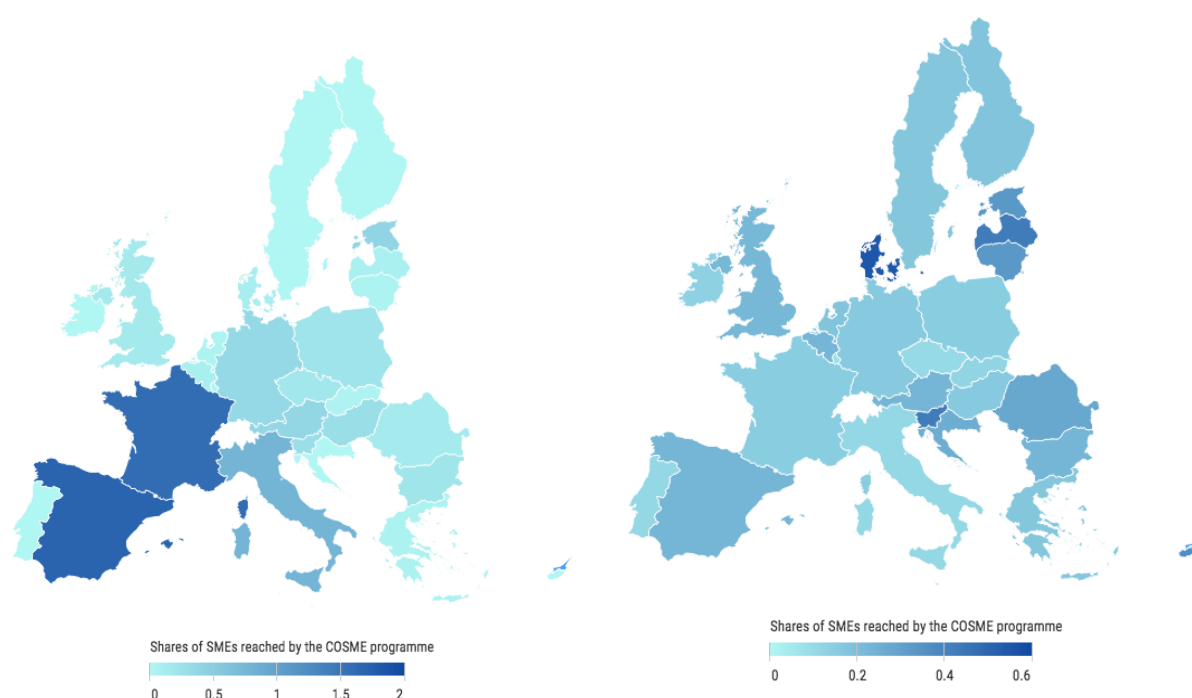 Shares of SMEs reached by the COSME programme
0 0.5 1 1.5 2
Shares of SMEs reached by the COSME programme
0 0.2 0.4 0.6